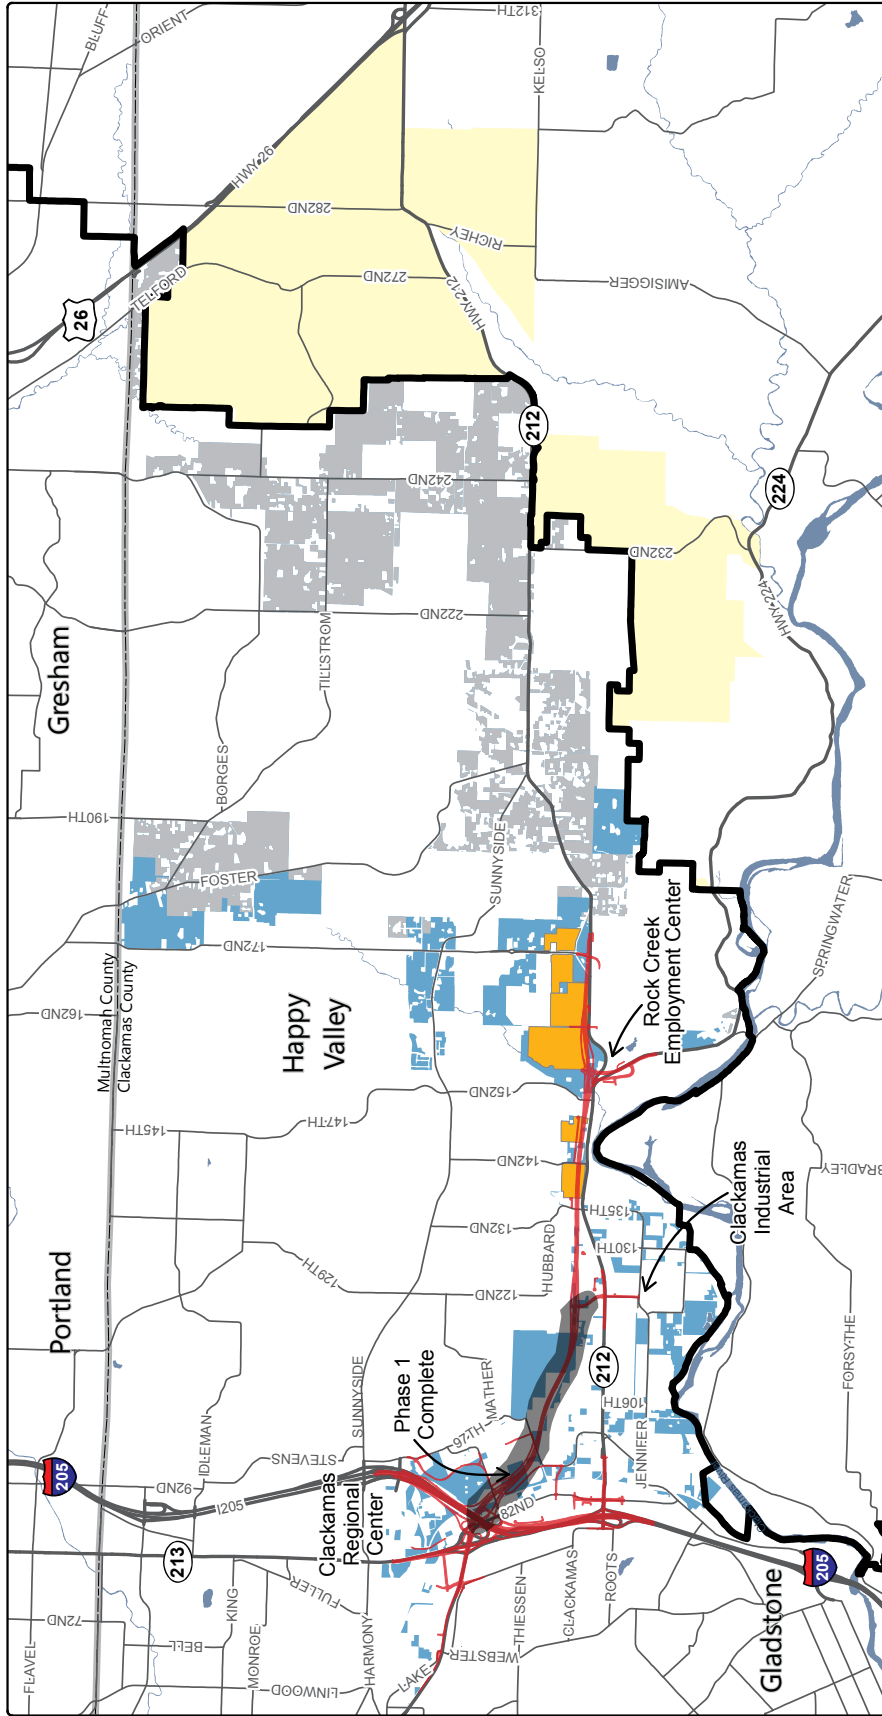 BLUFF
ORIENT
312TH
KELSO
HWY 26
282ND
RICHEY
TELFORD
272ND
HWY 212
AMISIGGER
26
212
242ND
224
232ND
HWY 224
222ND
TILLSTROM
Gresham
BORGES
190TH
SUNNYSIDE
FOSTER
172ND
Rock Creek
Employment Center
SPRINGWATER
162ND
Multnomah County
Clackamas County
Happy
Valley
152ND
147TH
145TH
142ND
Clackamas
Industrial
Area
BRADLEY
135TH
132ND
130TH
HUBBARD
129TH
122ND
Portland
212
FORSYTHE
SUNNYSIDE
Phase 1
Complete
MATHER
97TH
106TH
JENNIFER
IDLEMAN
STEVENS
92ND
205
I205
Clackamas
Regional
Center
82ND
213
FULLER
KING
HARMONY
THIESSEN
CLACKAMAS
ROOTS
205
Gladstone
72ND
BELL
MONROE
LINWOOD
FLAVEL
LAKE
WEBSTER